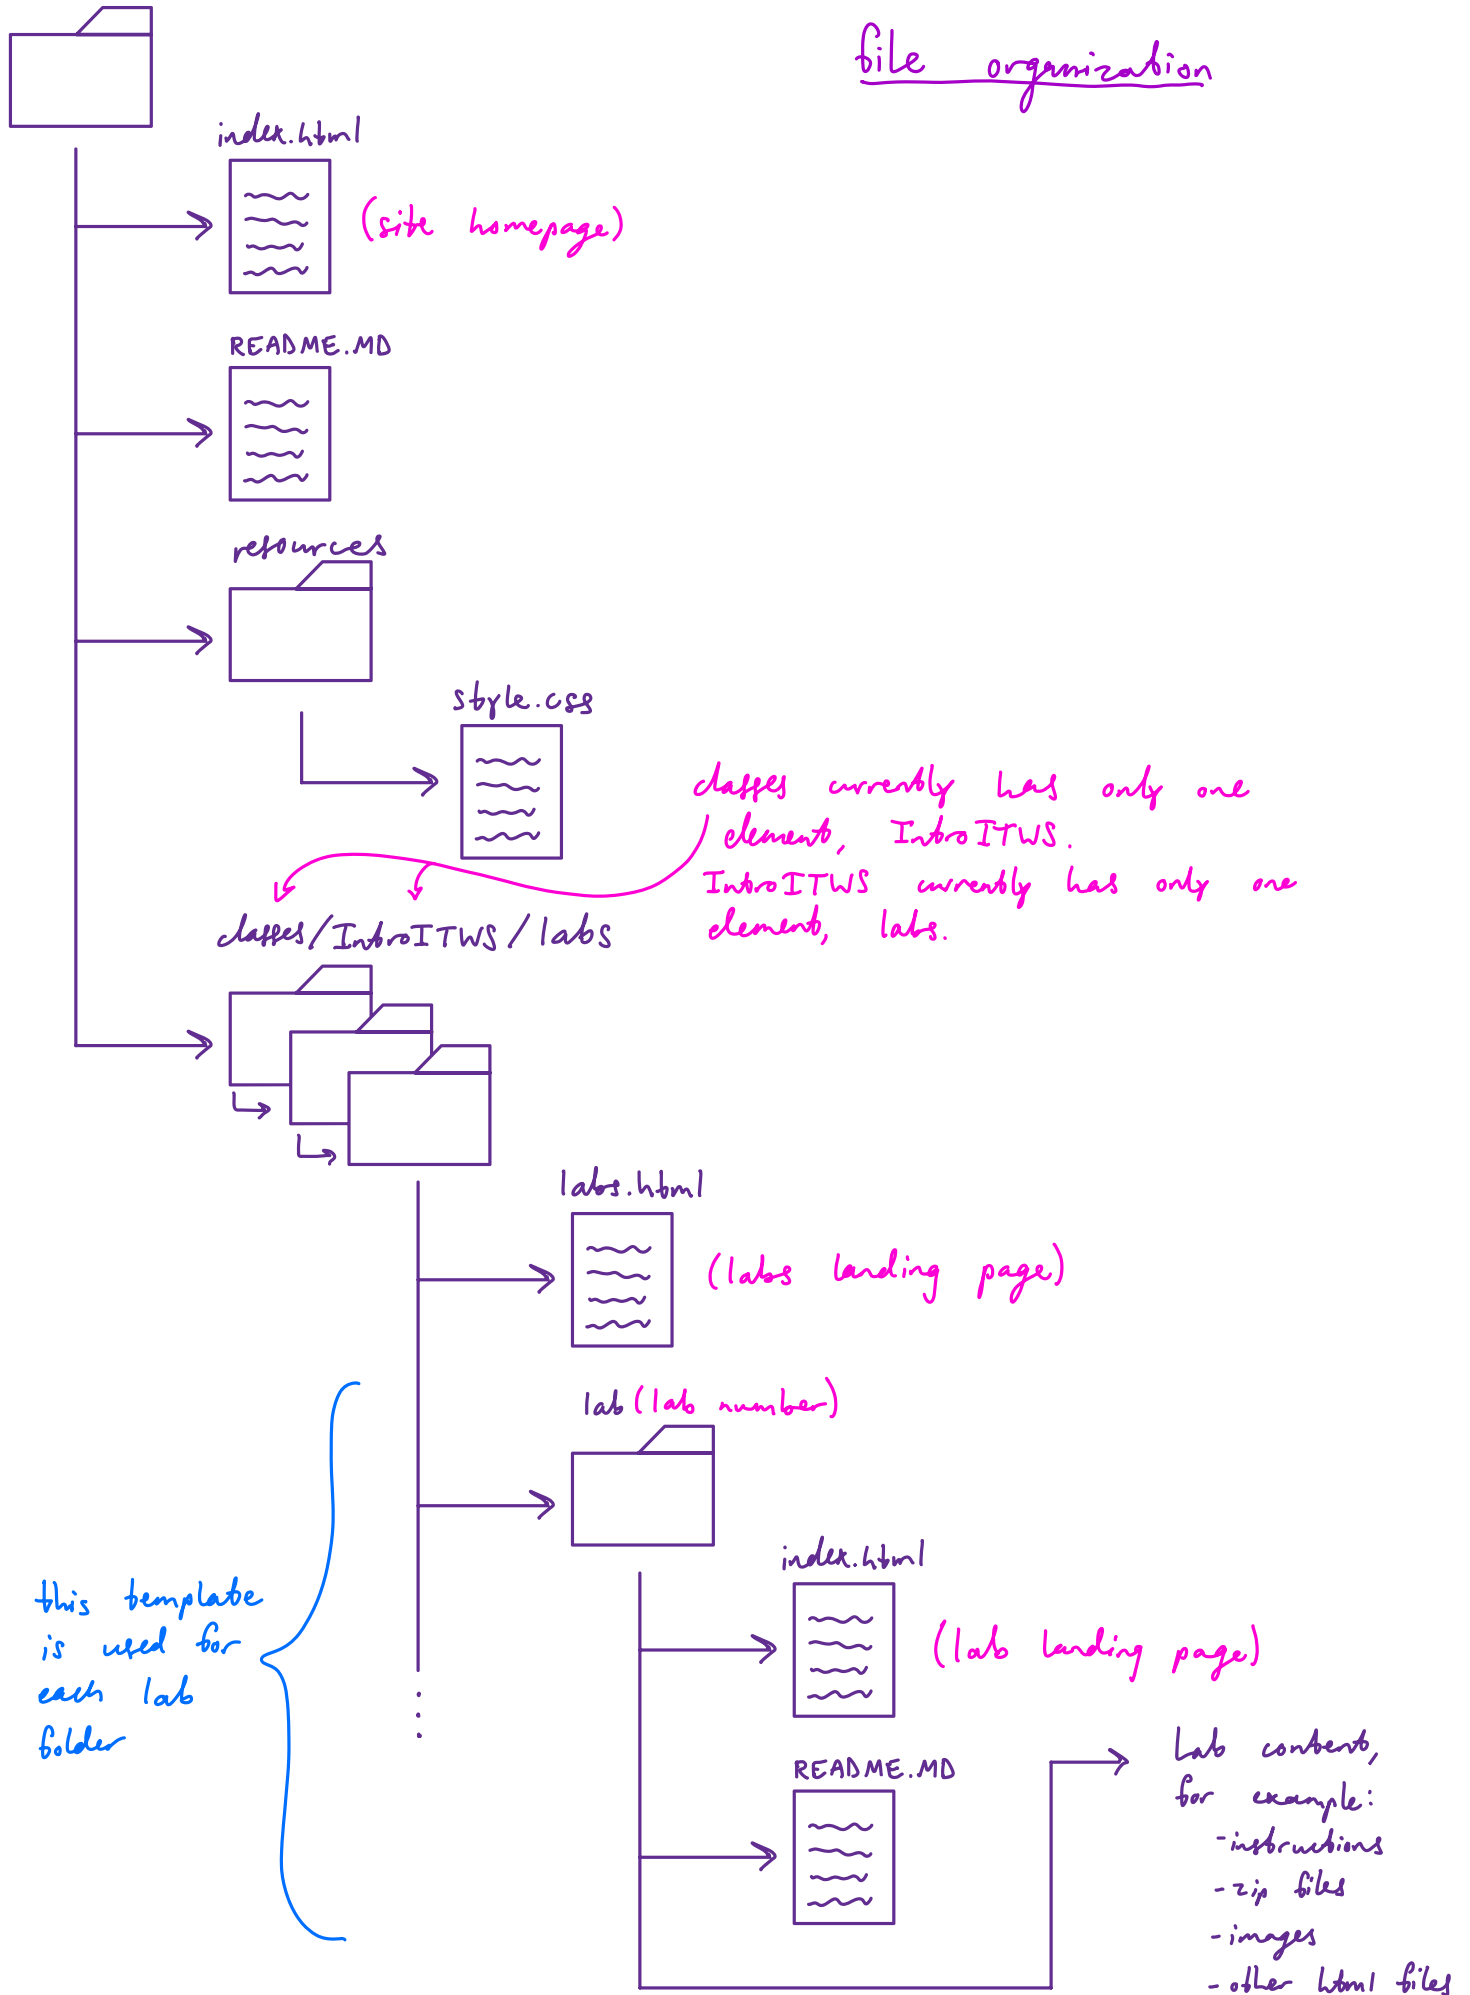 file organization
index.html
(site homepage)
README.MD
resources
style.css
classes currently has only one
element, IntroITWS.
IntroITWS currently has only one
element, labs.
classes/IntroITWS/labs
labs.html
(labs landing page)
lab (lab number)
index.html
(lab landing page)
this template
is used for
each lab
folder
README.MD
Lab content,
for example:
-instructions
-zip files
-images
-other html files